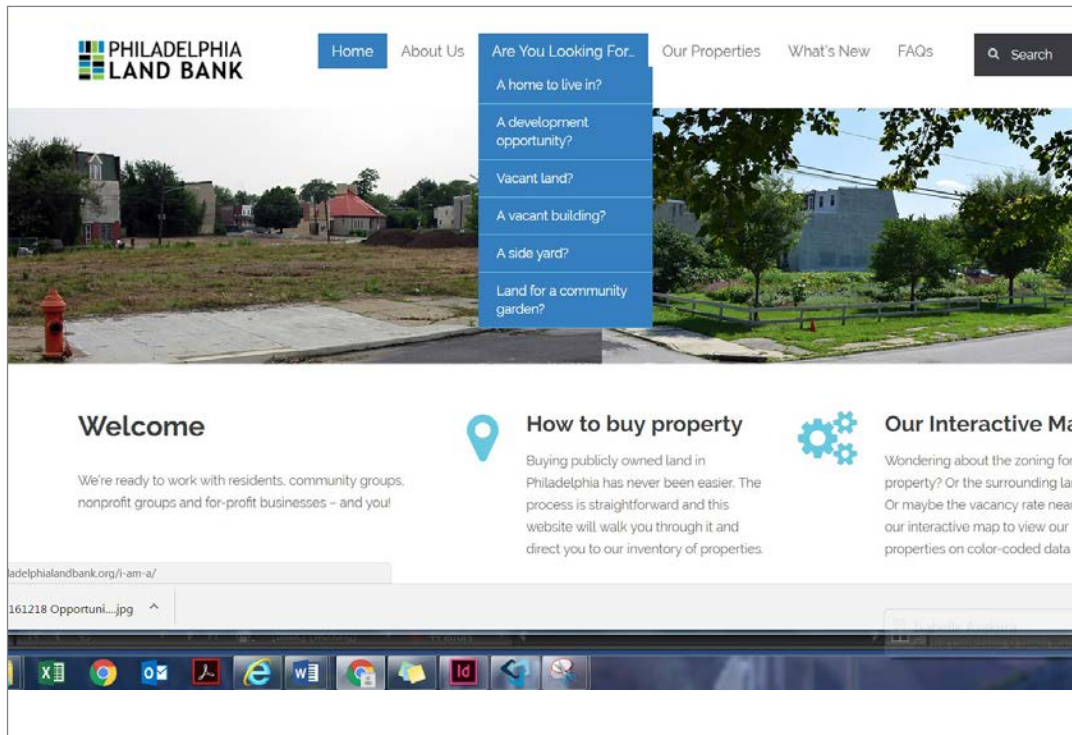 PHILADELPHIA
LAND BANK
Home About Us Are You Looking For... Our Properties What's New FAQs Search
A home to live in?
A development
opportunity?
Vacant land?
A vacant building?
A side yard?
Land for a community
garden?
Welcome
We're ready to work with residents, community groups,
nonprofit groups and for-profit businesses – and you!
How to buy property
Buying publicly owned land in
Philadelphia has never been easier. The
process is straightforward and this
website will walk you through it and
direct you to our inventory of properties.
Our Interactive Ma
Wondering about the zoning for
property? Or the surrounding lan
Or maybe the vacancy rate near
our interactive map to view our
properties on color-coded data
ladelphialandbank.org/i-am-a/
161218 Opportuni....jpg
Id